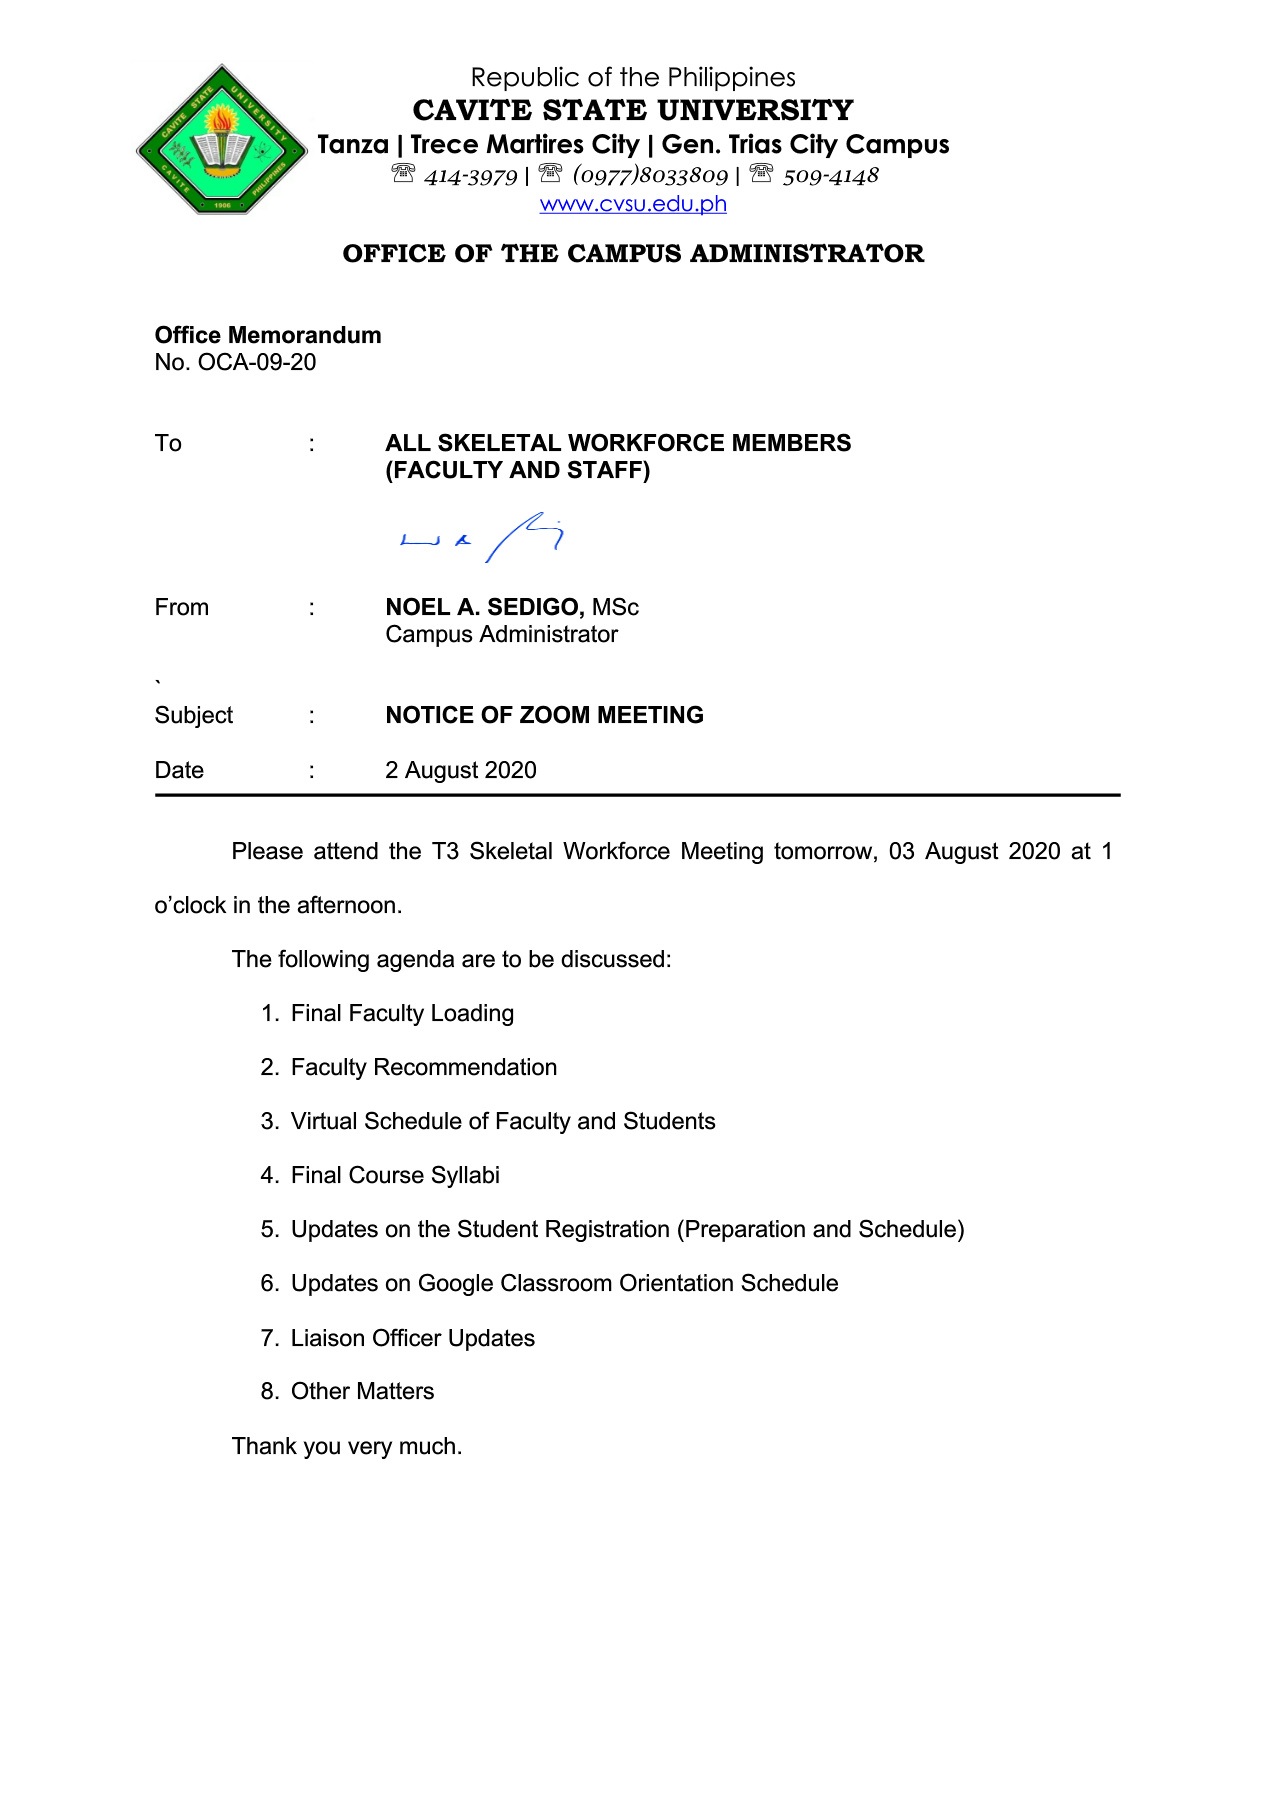 Republic of the Philippines
CAVITE STATE UNIVERSITY
Tanza | Trece Martires City | Gen. Trias City Campus
☏ 414-3979 | ☏ (0977)8033809 | ☏ 509-4148
www.cvsu.edu.ph
CAVITE STATE UNIVERSITY
CAVITE PHILIPPINES
1906
OFFICE OF THE CAMPUS ADMINISTRATOR
Office Memorandum
No. OCA-09-20
To : ALL SKELETAL WORKFORCE MEMBERS
(FACULTY AND STAFF)
From : NOEL A. SEDIGO, MSc
Campus Administrator
`
Subject : NOTICE OF ZOOM MEETING
Date : 2 August 2020
Please attend the T3 Skeletal Workforce Meeting tomorrow, 03 August 2020 at 1
o’clock in the afternoon.
The following agenda are to be discussed:
1. Final Faculty Loading
2. Faculty Recommendation
3. Virtual Schedule of Faculty and Students
4. Final Course Syllabi
5. Updates on the Student Registration (Preparation and Schedule)
6. Updates on Google Classroom Orientation Schedule
7. Liaison Officer Updates
8. Other Matters
Thank you very much.